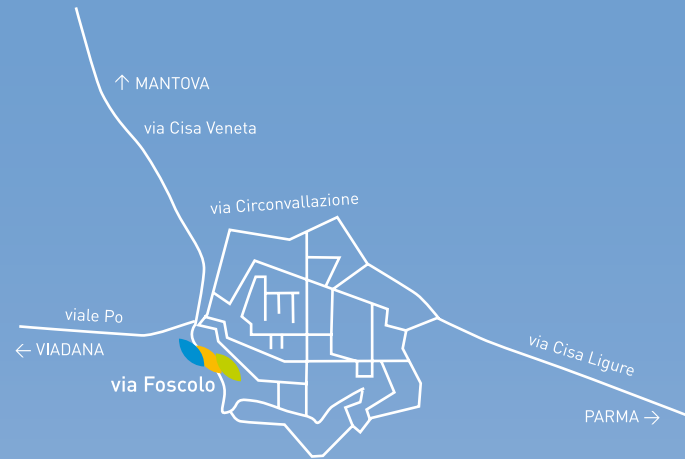 ↑ MANTOVA
via Cisa Veneta
via Circonvallazione
viale Po
← VIADANA
via Cisa Ligure
via Foscolo
PARMA →